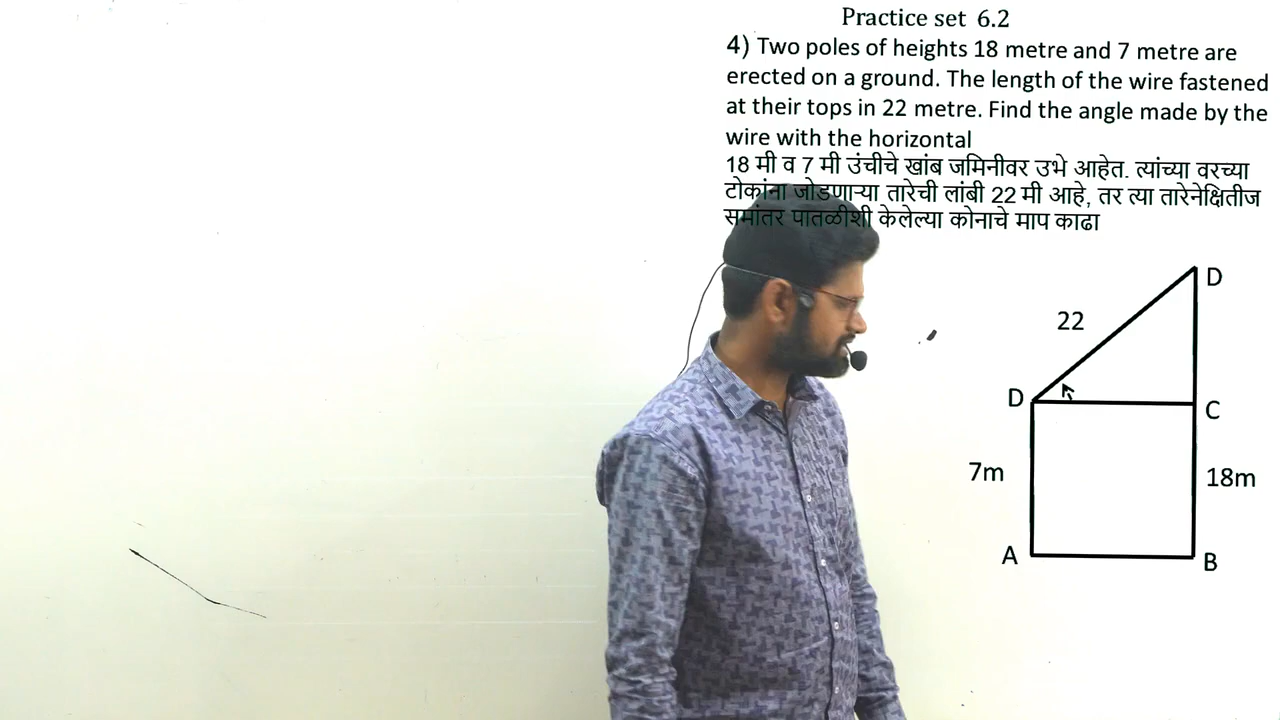 Practice set 6.2
4) Two poles of heights 18 metre and 7 metre are
erected on a ground. The length of the wire fastened
at their tops in 22 metre. Find the angle made by the
wire with the horizontal
18 मी व 7 मी उंचीचे खांब जमिनीवर उभे आहेत. त्यांच्या वरच्या
टोकांना जोडणाऱ्या तारेची लांबी 22 मी आहे, तर त्या तारेनेक्षितीज
समांतर पातळीशी केलेल्या कोनाचे माप काढा
D
22
D
C
7m
18m
A
B